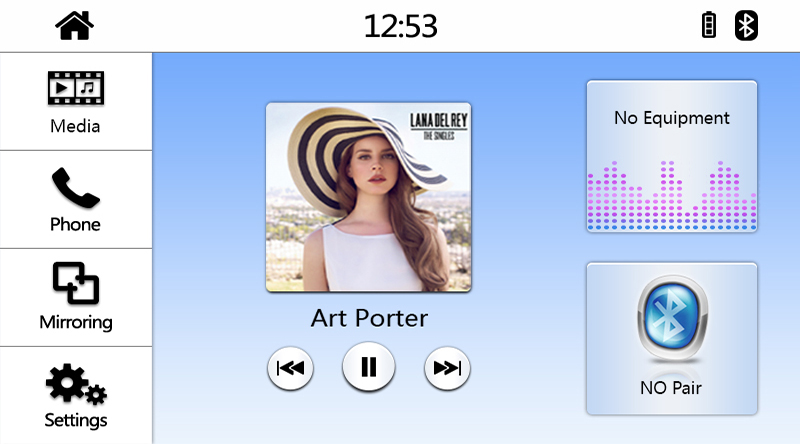 12:53
Media
Phone
Mirroring
Settings
LANA DEL REY
THE SINGLES
Art Porter
No Equipment
NO Pair